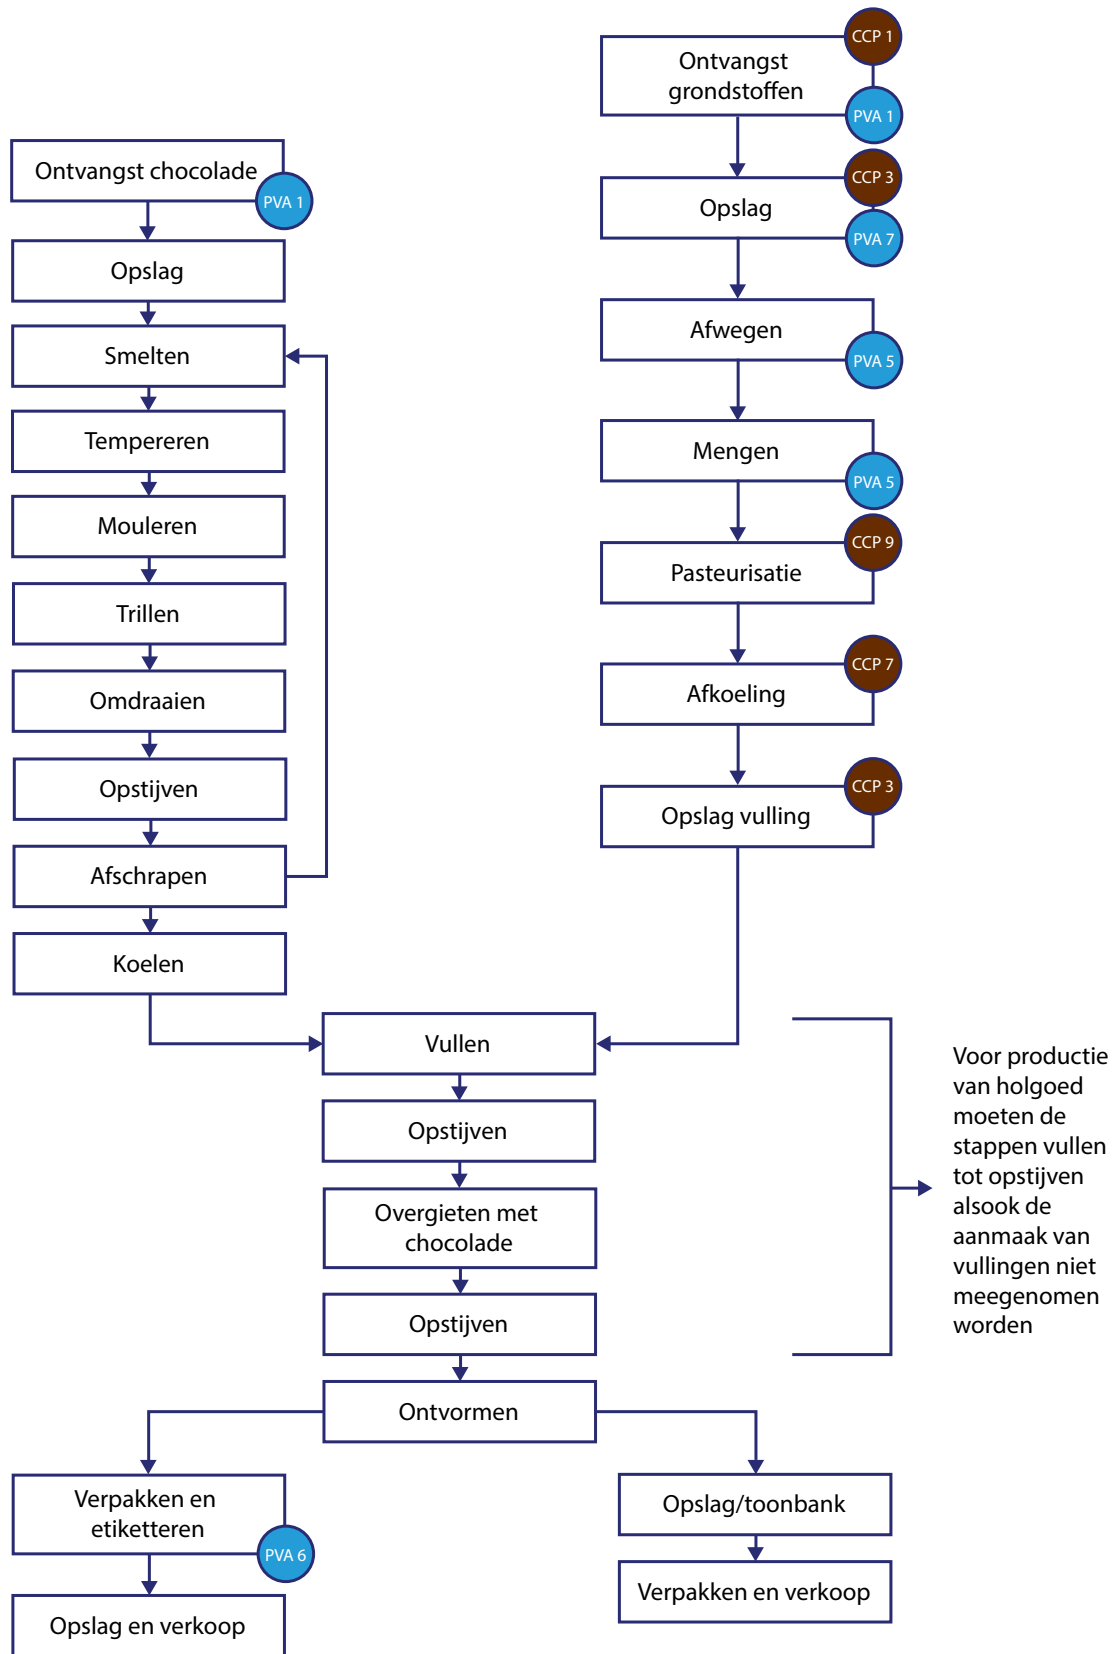 Ontvangst chocolade
PVA 1
Opslag
Smelten
Tempereren
Mouleren
Trillen
Omdraaien
Opstijven
Afschrapen
Koelen
CCP 1
Ontvangst
grondstoffen
PVA 1
CCP 3
Opslag
PVA 7
Afwegen
PVA 5
Mengen
PVA 5
CCP 9
Pasteurisatie
CCP 7
Afkoeling
CCP 3
Opslag vulling
Vullen
Opstijven
Overgieten met
chocolade
Opstijven
Ontvormen
Voor productie
van holgoed
moeten de
stappen vullen
tot opstijven
alsook de
aanmaak van
vullingen niet
meegenomen
worden
Verpakken en
etiketteren
PVA 6
Opslag en verkoop
Opslag/toonbank
Verpakken en verkoop